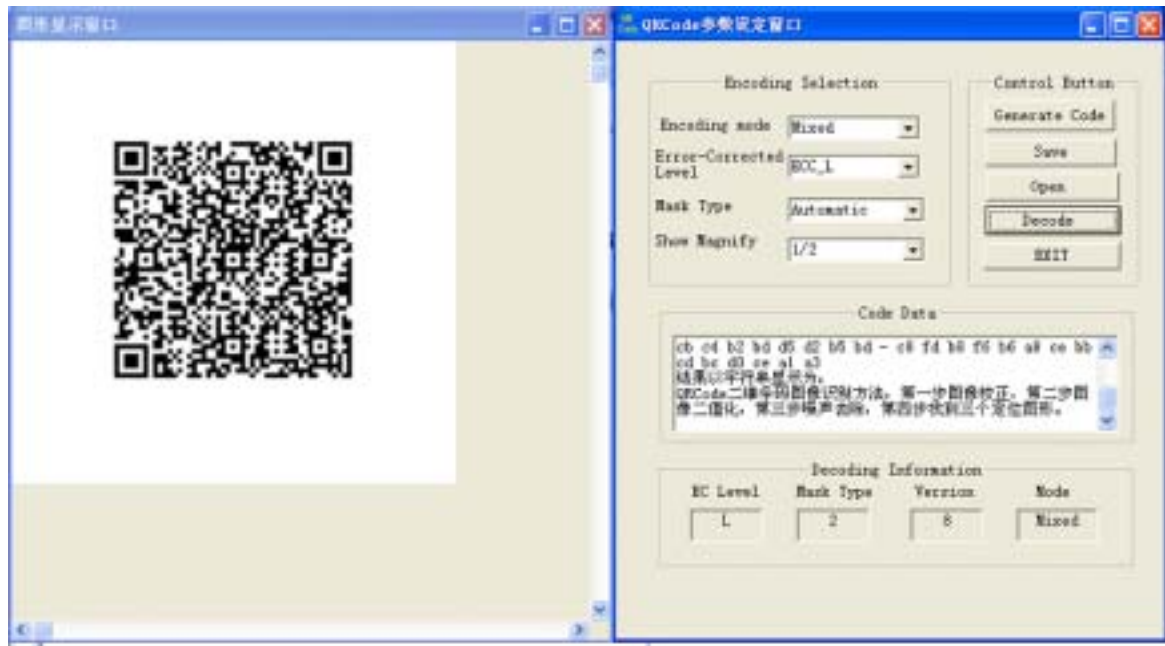 图形显示窗口
QRCode参数设定窗口
Encoding Selection
Encoding mode
Mixed
Error-Corrected
Level
ECC_L
Mask Type
Automatic
Show Magnify
1/2
Control Button
Generate Code
Save
Open
Decode
EXIT
Code Data
cb c4 b2 bd d5 d2 b5 bd - c8 fd b8 f6 b6 a8 ce bb
cd bc d0 ce a1 a3
结果以字符串显示为:
QRCode二维条码图像识别方法。第一步图像校正,第二步图
像二值化,第三步噪声去除,第四步找到三个定位图形。
Decoding Information
EC Level
Mask Type
Version
Mode
L
2
8
Mixed